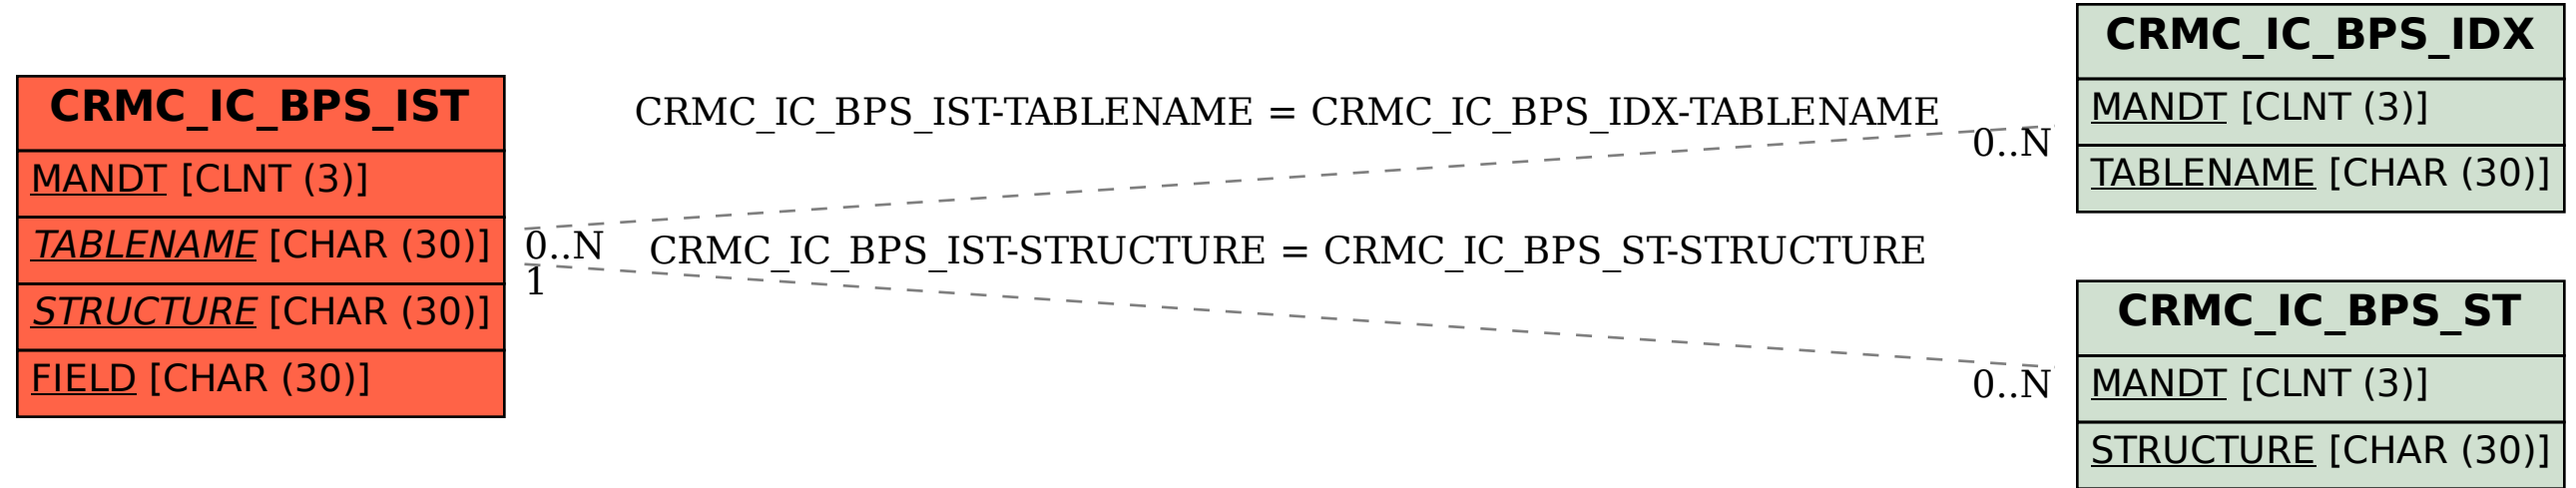 CRMC_IC_BPS_IST
MANDT [CLNT (3)]
TABLENAME [CHAR (30)]
STRUCTURE [CHAR (30)]
FIELD [CHAR (30)]
CRMC_IC_BPS_IST-TABLENAME = CRMC_IC_BPS_IDX-TABLENAME
0..N
0..N
CRMC_IC_BPS_IST-STRUCTURE = CRMC_IC_BPS_ST-STRUCTURE
1
0..N
CRMC_IC_BPS_IDX
MANDT [CLNT (3)]
TABLENAME [CHAR (30)]
CRMC_IC_BPS_ST
MANDT [CLNT (3)]
STRUCTURE [CHAR (30)]